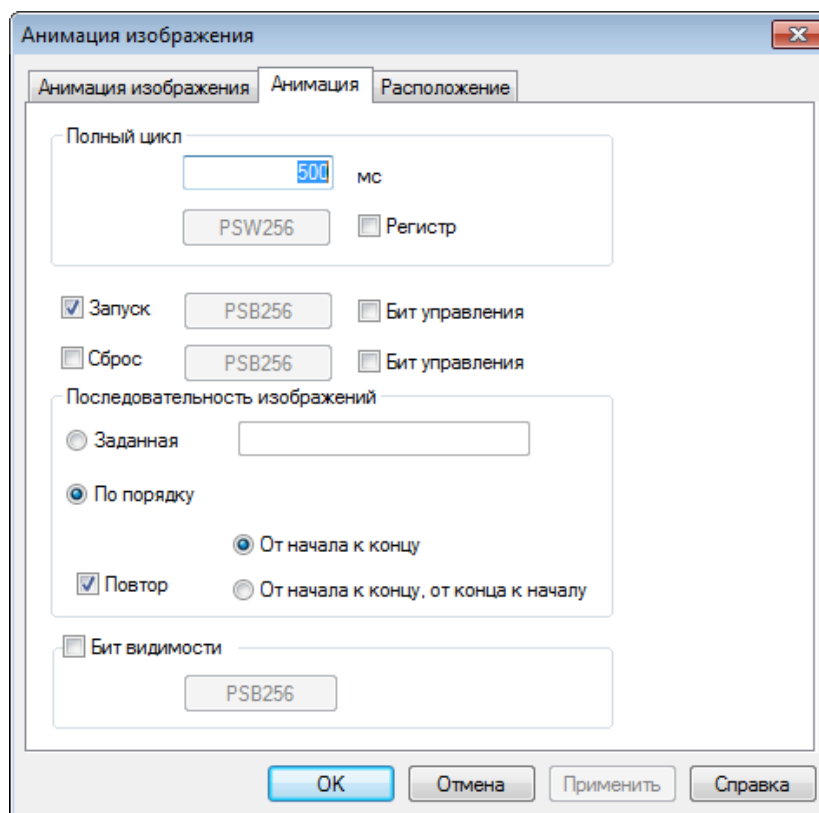 Анимация изображения
Анимация изображения Анимация Расположение
Полный цикл
500 мс
PSW256 Регистр
Запуск PSB256 Бит управления
Сброс PSB256 Бит управления
Последовательность изображений
Заданная
По порядку
От начала к концу
Повтор От начала к концу, от конца к началу
Бит видимости
PSB256
OK Отмена Применить Справка